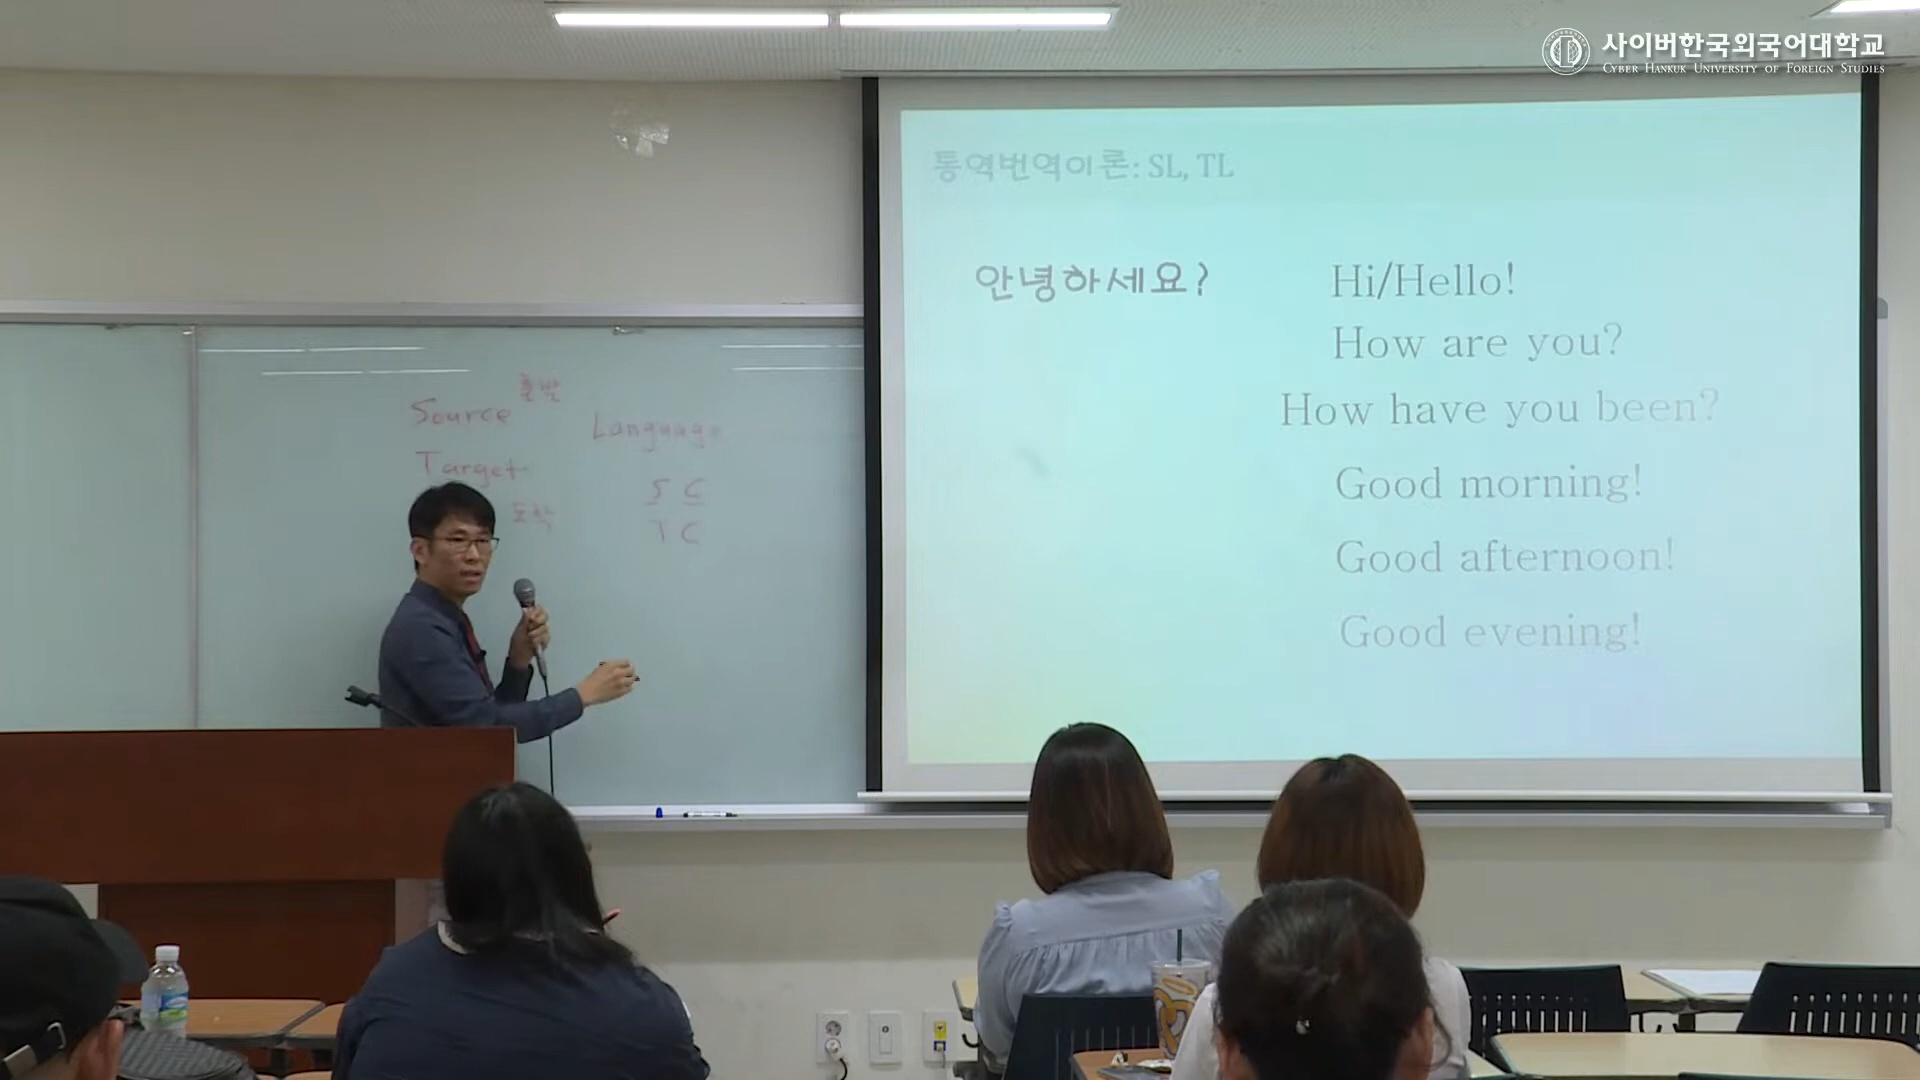 사이버한국외국어대학교
CYBER HANKUK UNIVERSITY OF FOREIGN STUDIES
통역번역이론: SL, TL
안녕하세요?
Hi/Hello!
How are you?
How have you been?
Good morning!
Good afternoon!
Good evening!
출발
Source
Language
Target
도착
S C
T C